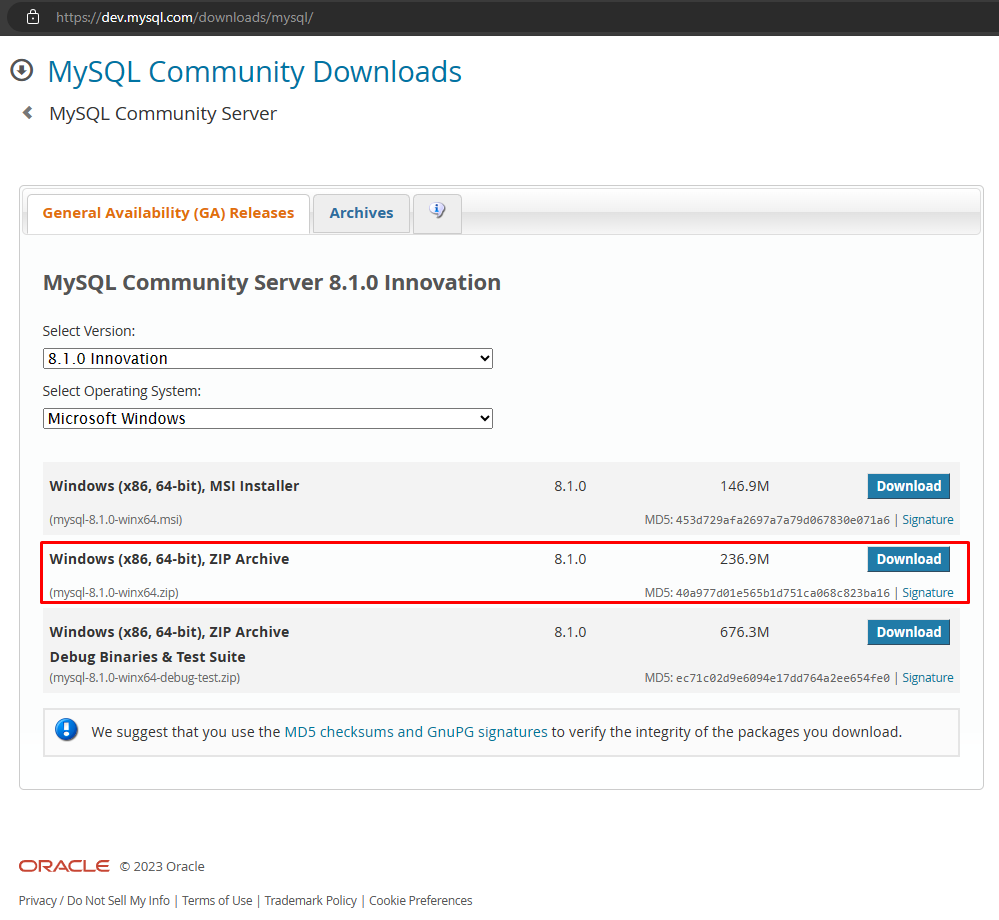 https://dev.mysql.com/downloads/mysql/
MySQL Community Downloads
MySQL Community Server
General Availability (GA) Releases
Archives
MySQL Community Server 8.1.0 Innovation
Select Version:
8.1.0 Innovation
Select Operating System:
Microsoft Windows
Windows (x86, 64-bit), MSI Installer 8.1.0 146.9M Download
(mysql-8.1.0-winx64.msi) MD5: 453d729afa2697a7a79d067830e071a6 | Signature
Windows (x86, 64-bit), ZIP Archive 8.1.0 236.9M Download
(mysql-8.1.0-winx64.zip) MD5: 40a977d01e565b1d751ca068c823ba16 | Signature
Windows (x86, 64-bit), ZIP Archive 8.1.0 676.3M Download
Debug Binaries & Test Suite
(mysql-8.1.0-winx64-debug-test.zip) MD5: ec71c02d9e6094e17dd764a2ee654fe0 | Signature
We suggest that you use the MD5 checksums and GnuPG signatures to verify the integrity of the packages you download.
ORACLE © 2023 Oracle
Privacy / Do Not Sell My Info | Terms of Use | Trademark Policy | Cookie Preferences